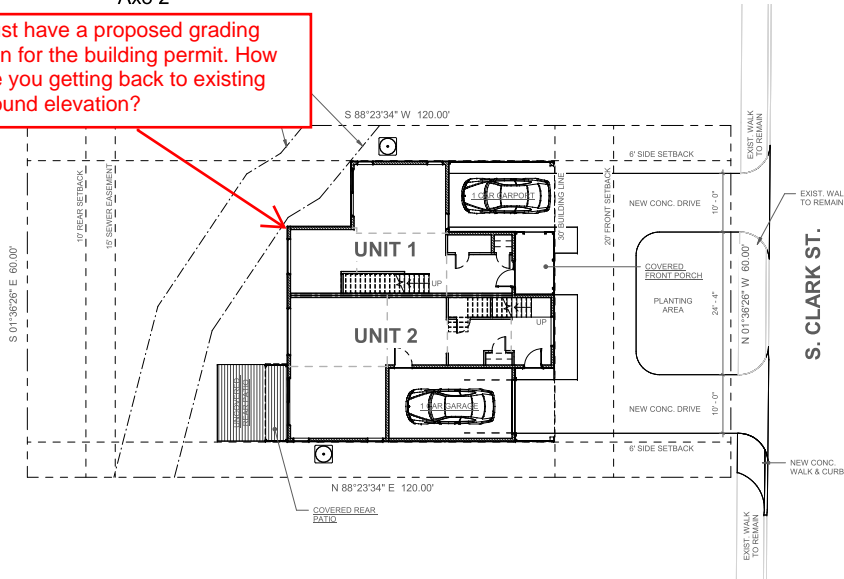 Axo 2
st have a proposed grading
n for the building permit. How
e you getting back to existing
ound elevation?
S 88°23'34" W 120.00'
EXIST. WALK
TO REMAIN
6' SIDE SETBACK
10' REAR SETBACK
15' SEWER EASEMENT
1 CAR CARPORT
30' BUILDING LINE
20' FRONT SETBACK
NEW CONC. DRIVE
10' - 0"
EXIST. WAL
TO REMAIN
UNIT 1
UP
COVERED
FRONT PORCH
S 01°36'26" E 60.00'
N 01°36'26" W 60.00'
S. CLARK ST.
PLANTING
AREA
24' - 4"
UNIT 2
UP
UNCOVERED
REAR PATIO
1 CAR GARAGE
NEW CONC. DRIVE
10' - 0"
6' SIDE SETBACK
N 88°23'34" E 120.00'
NEW CONC.
WALK & CURB
COVERED REAR
PATIO
EXIST. WALK
TO REMAIN